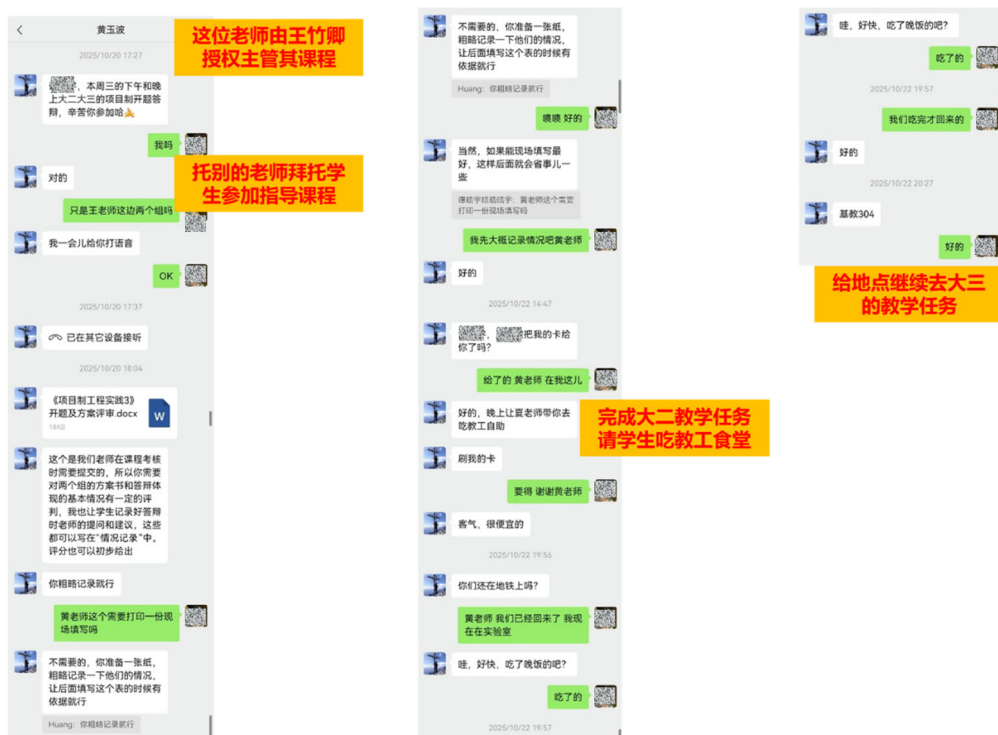 黄玉波
这位老师由王竹卿
授权主管其课程
2025/10/20 17:27
，本周三的下午和晚
上大二大三的项目制开题答
辩，辛苦你参加哈
我吗
对的
托别的老师拜托学
生参加指导课程
只是王老师这边两个组吗
我一会儿给你打语音
OK
2025/10/20 17:37
已在其它设备接听
2025/10/20 18:04
《项目制工程实践3》
开题及方案评审.docx
18KB
W
这个是我们老师在课程考核
时需要提交的，所以你需要
对两个组的方案书和答辩体
现的基本情况有一定的评
判，我也让学生记录好答辩
时老师的提问和建议，这些
都可以写在“情况记录”中。
评分也可以初步给出
你粗略记录就行
黄老师这个需要打印一份现
场填写吗
不需要的，你准备一张纸，
粗略记录一下他们的情况，
让后面填写这个表的时候有
依据就行
Huang：你粗略记录就行
不需要的，你准备一张纸，
粗略记录一下他们的情况，
让后面填写这个表的时候有
依据就行
Huang：你粗略记录就行
噢噢 好的
当然，如果能现场填写最
好，这样后面就会省事儿一
些
黄老师这个需要
打印一份现场填写吗
我先大概记录情况吧黄老师
好的
2025/10/22 14:47
，
把我的卡给
你了吗？
给了的 黄老师 在我这儿
好的，晚上让夏老师带你去
吃教工自助
完成大二教学任务
请学生吃教工食堂
刷我的卡
要得 谢谢黄老师
客气，很便宜的
2025/10/22 19:56
你们还在地铁上吗？
黄老师 我们已经回来了 我现
在在实验室
哇，好快，吃了晚饭的吧？
吃了的
2025/10/22 19:57
哇，好快，吃了晚饭的吧？
吃了的
2025/10/22 19:57
我们吃完才回来的
好的
2025/10/22 20:27
基教304
好的
给地点继续去大三
的教学任务